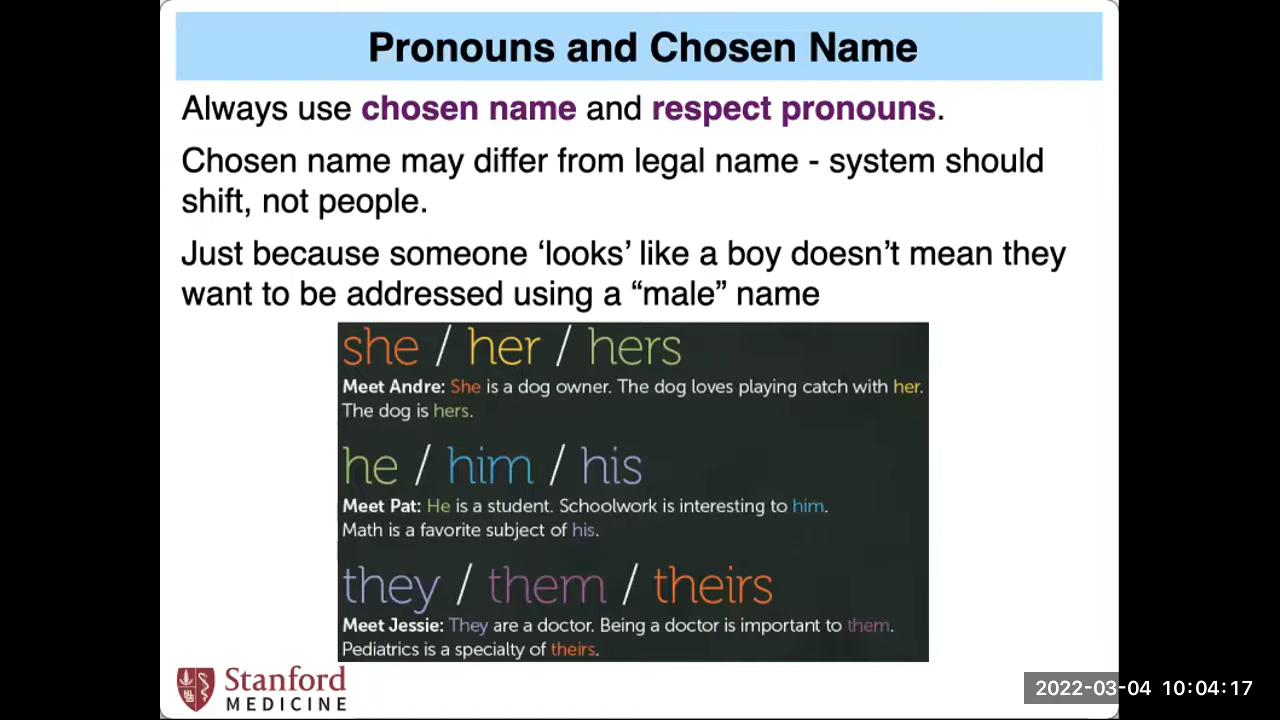 Pronouns and Chosen Name
Always use chosen name and respect pronouns.
Chosen name may differ from legal name - system should
shift, not people.
Just because someone ‘looks’ like a boy doesn’t mean they
want to be addressed using a “male” name
she / her / hers
Meet Andre: She is a dog owner. The dog loves playing catch with her.
The dog is hers.
he / him / his
Meet Pat: He is a student. Schoolwork is interesting to him.
Math is a favorite subject of his.
they / them / theirs
Meet Jessie: They are a doctor. Being a doctor is important to them.
Pediatrics is a specialty of theirs.
Stanford
MEDICINE
2022-03-04 10:04:17